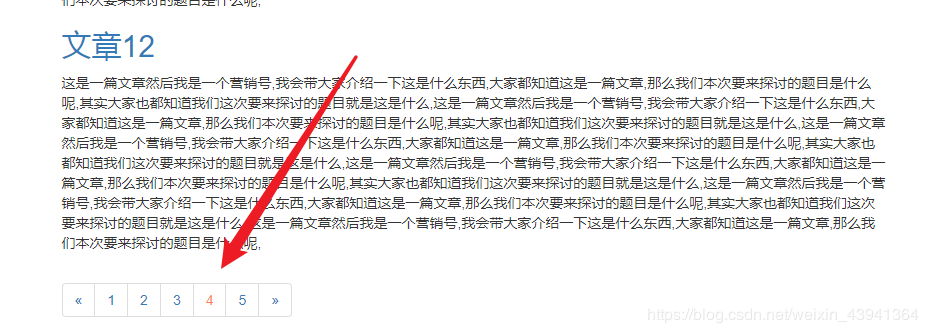 们本次要来探讨的题目是什么呢,
文章12
这是一篇文章然后我是一个营销号,我会带大家介绍一下这是什么东西,大家都知道这是一篇文章,那么我们本次要来探讨的题目是什么
呢,其实大家也都知道我们这次要来探讨的题目就是这是什么,这是一篇文章然后我是一个营销号,我会带大家介绍一下这是什么东西,大
家都知道这是一篇文章,那么我们本次要来探讨的题目是什么呢,其实大家也都知道我们这次要来探讨的题目就是这是什么,这是一篇文章
然后我是一个营销号,我会带大家介绍一下这是什么东西,大家都知道这是一篇文章,那么我们本次要来探讨的题目是什么呢,其实大家也
都知道我们这次要来探讨的题目就是这是什么,这是一篇文章然后我是一个营销号,我会带大家介绍一下这是什么东西,大家都知道这是一
篇文章,那么我们本次要来探讨的题目是什么呢,其实大家也都知道我们这次要来探讨的题目就是这是什么,这是一篇文章然后我是一个营
销号,我会带大家介绍一下这是什么东西,大家都知道这是一篇文章,那么我们本次要来探讨的题目是什么呢,其实大家也都知道我们这次要
要来探讨的题目就是这是什么,这是一篇文章然后我是一个营销号,我会带大家介绍一下这是什么东西,大家都知道这是一篇文章,那么我
们本次要来探讨的题目是什么呢,
« 1 2 3 4 5 »
https://blog.csdn.net/weixin_43941364